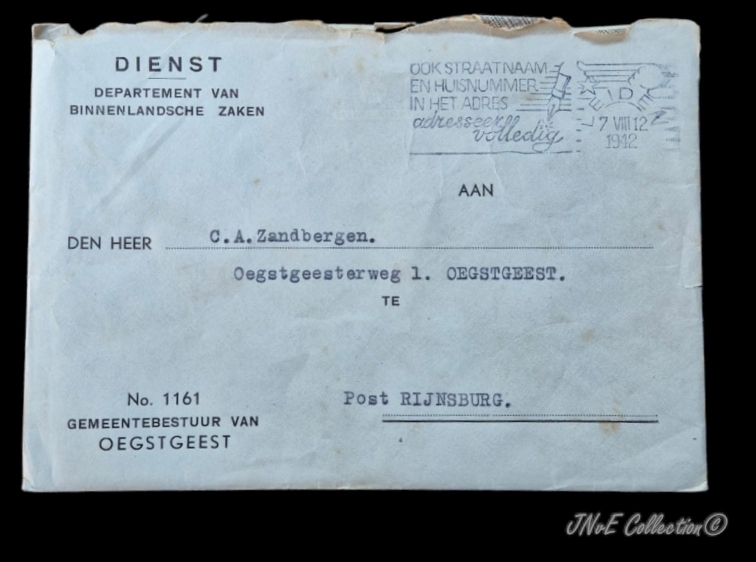 DIENST
DEPARTEMENT VAN
BINNENLANDSCHE ZAKEN
OOK STRAATNAAM
EN HUISNUMMER
IN HET ADRES
adresseer
volledig
LEIDEN
7 VIII 12
1942
AAN
DEN HEER C.A.Zandbergen.
Oegstgeesterweg 1. OEGSTGEEST.
TE
No. 1161
Post RIJNSBURG.
GEMEENTEBESTUUR VAN
OEGSTGEEST
JNvE Collection©